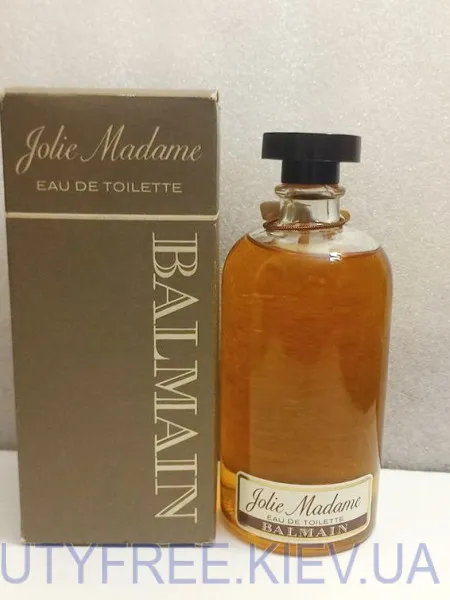 Jolie Madame
EAU DE TOILETTE
BALMAIN
Jolie Madame
EAU DE TOILETTE
BALMAIN
UTYFREE.KIEV.UA